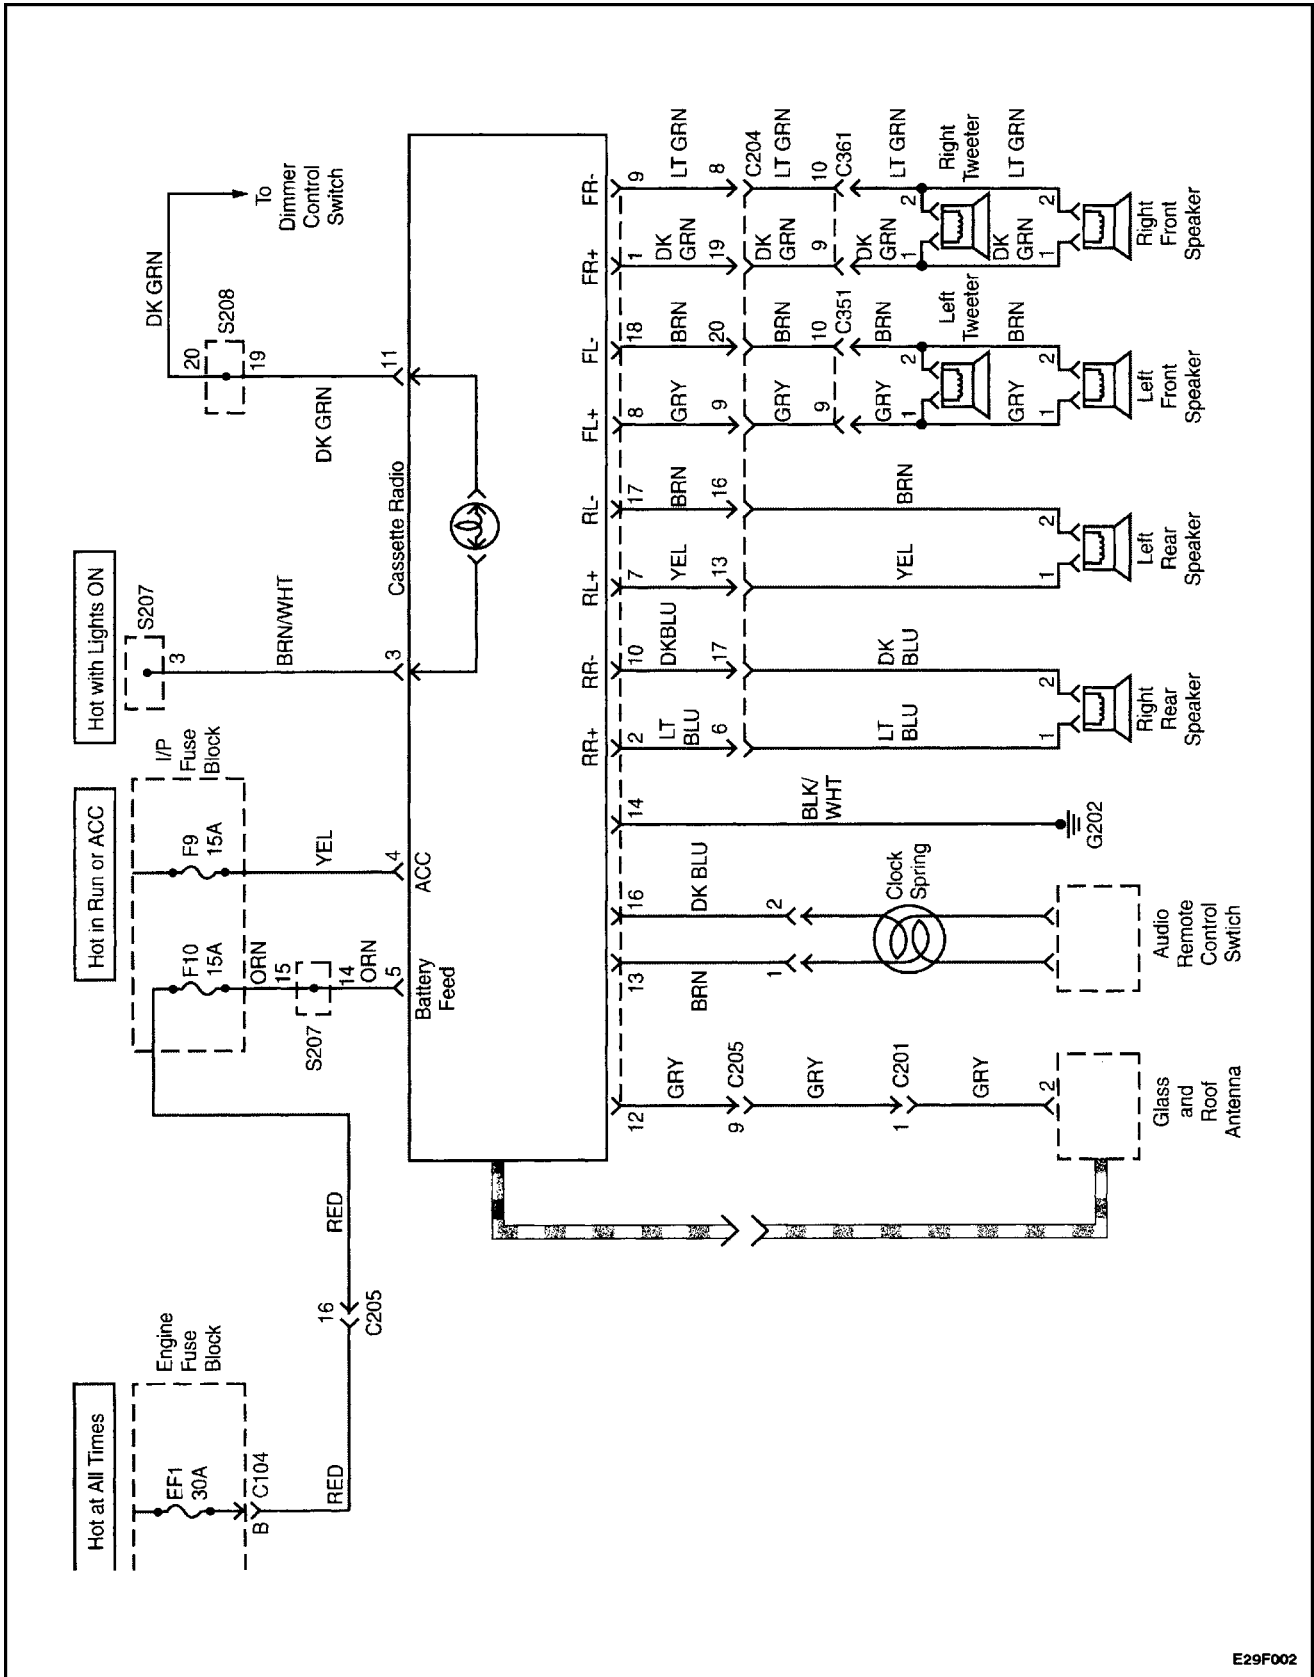 Hot at All Times
Engine
Fuse
Block
EF1
30A
B
C104
RED
16
C205
RED
Hot in Run or ACC
I/P
Fuse
Block
F10
15A
F9
15A
ORN
15
S207
14
ORN
5
Battery
Feed
YEL
4
ACC
Hot with Lights ON
S207
3
BRN/WHT
3
Cassette Radio
DK GRN
20
S208
19
DK GRN
11
To
Dimmer
Control
Switch
12
GRY
9
C205
GRY
1
C201
GRY
2
Glass
and
Roof
Antenna
13
BRN
1
16
DK BLU
2
Clock
Spring
Audio
Remote
Control
Swtich
14
BLK/
WHT
G202
RR+
2
LT
BLU
6
LT
BLU
1
RR-
10
DKBLU
17
DK
BLU
2
Right
Rear
Speaker
RL+
7
YEL
13
YEL
1
RL-
17
BRN
16
BRN
2
Left
Rear
Speaker
FL+
8
GRY
9
GRY
9
GRY
1
GRY
1
FL-
18
BRN
20
BRN
10
C351
BRN
2
Left
Tweeter
BRN
2
Left
Front
Speaker
FR+
1
DK
GRN
19
DK
GRN
9
DK
GRN
1
DK
GRN
1
FR-
9
LT GRN
8
C204
LT GRN
10
C361
LT GRN
2
Right
Tweeter
LT GRN
2
Right
Front
Speaker
E29F002